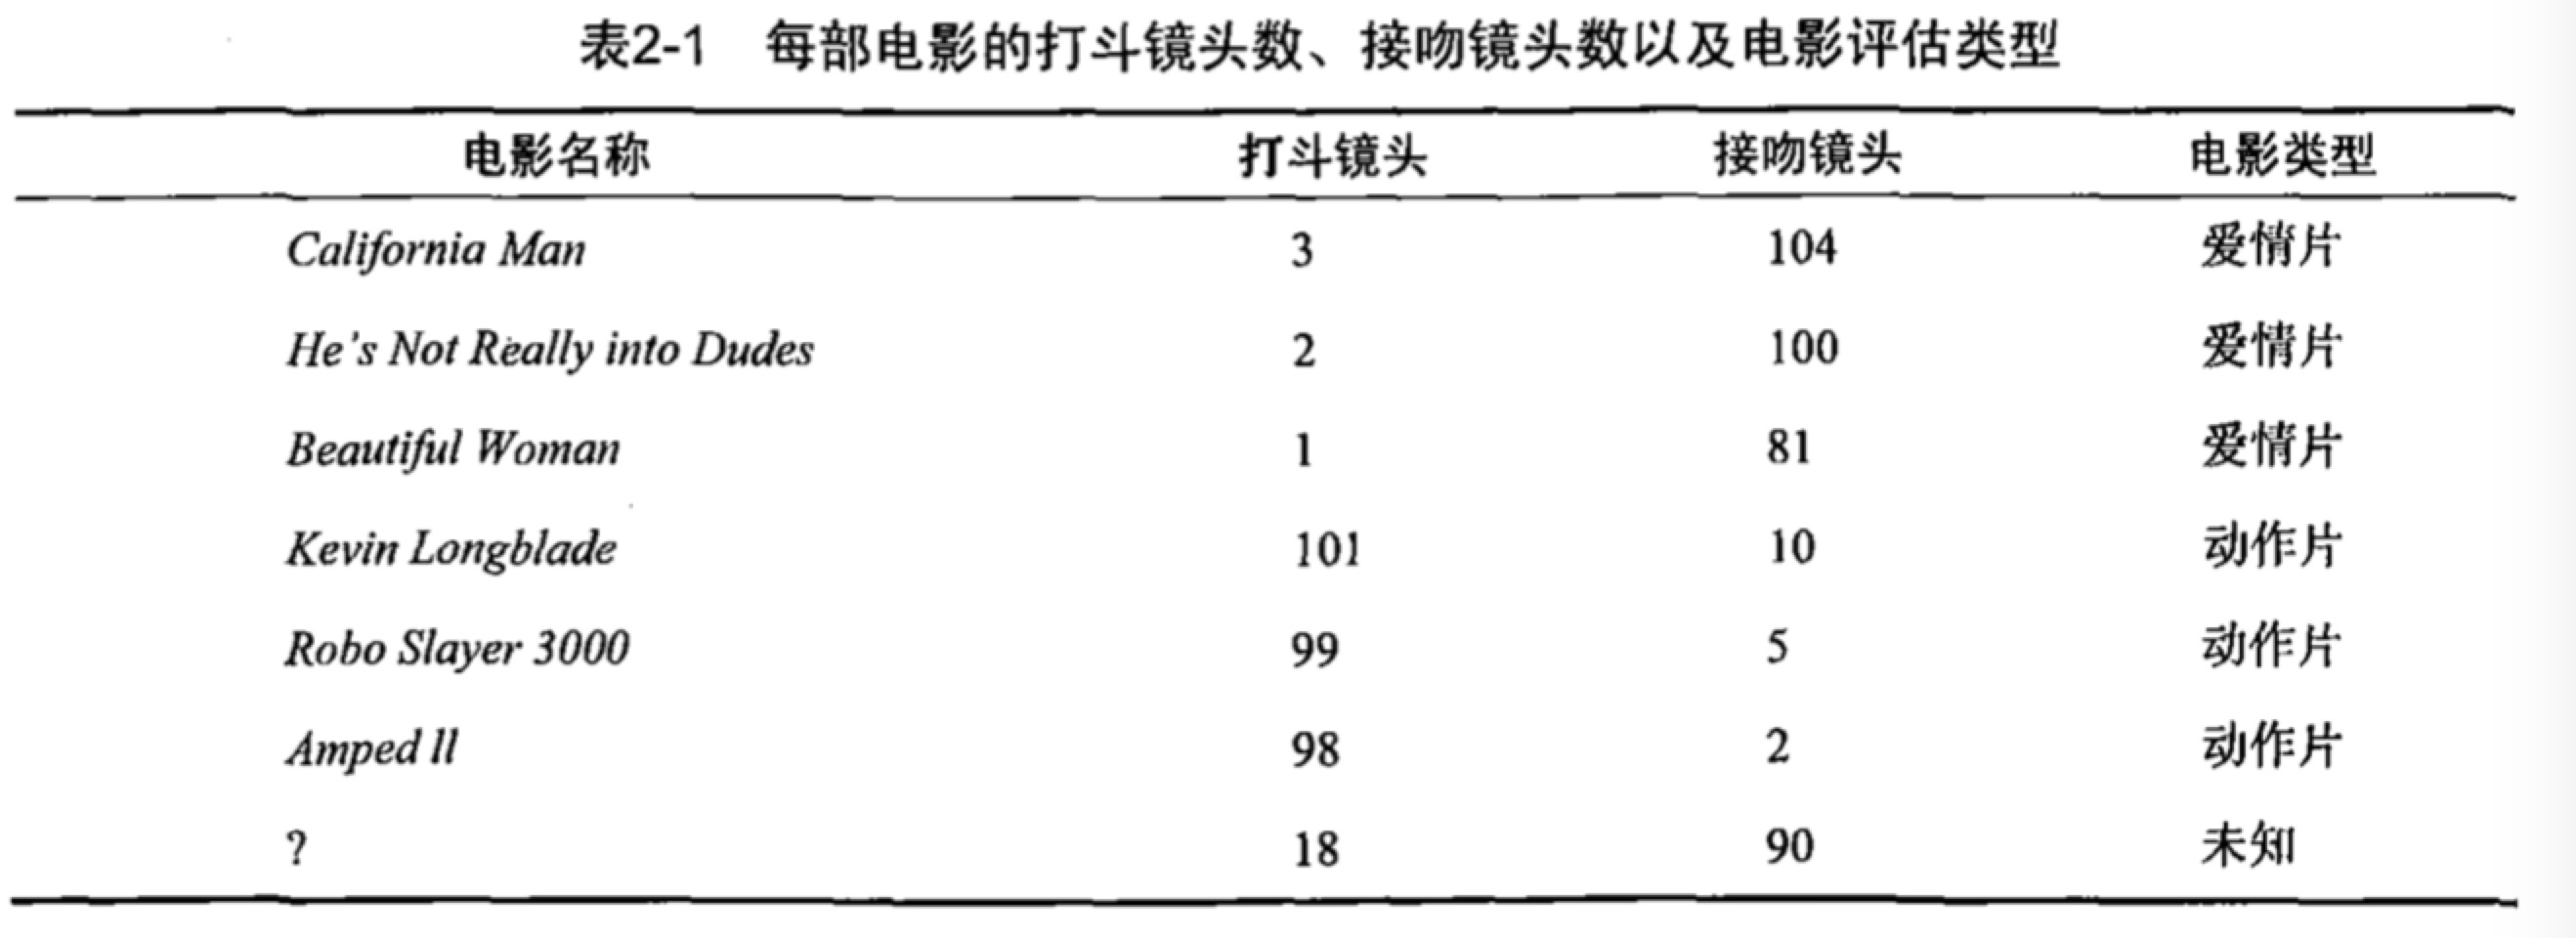 表2-1 每部电影的打斗镜头数、接吻镜头数以及电影评估类型
电影名称 打斗镜头 接吻镜头 电影类型
California Man 3 104 爱情片
He's Not Really into Dudes 2 100 爱情片
Beautiful Woman 1 81 爱情片
Kevin Longblade 101 10 动作片
Robo Slayer 3000 99 5 动作片
Amped ll 98 2 动作片
? 18 90 未知